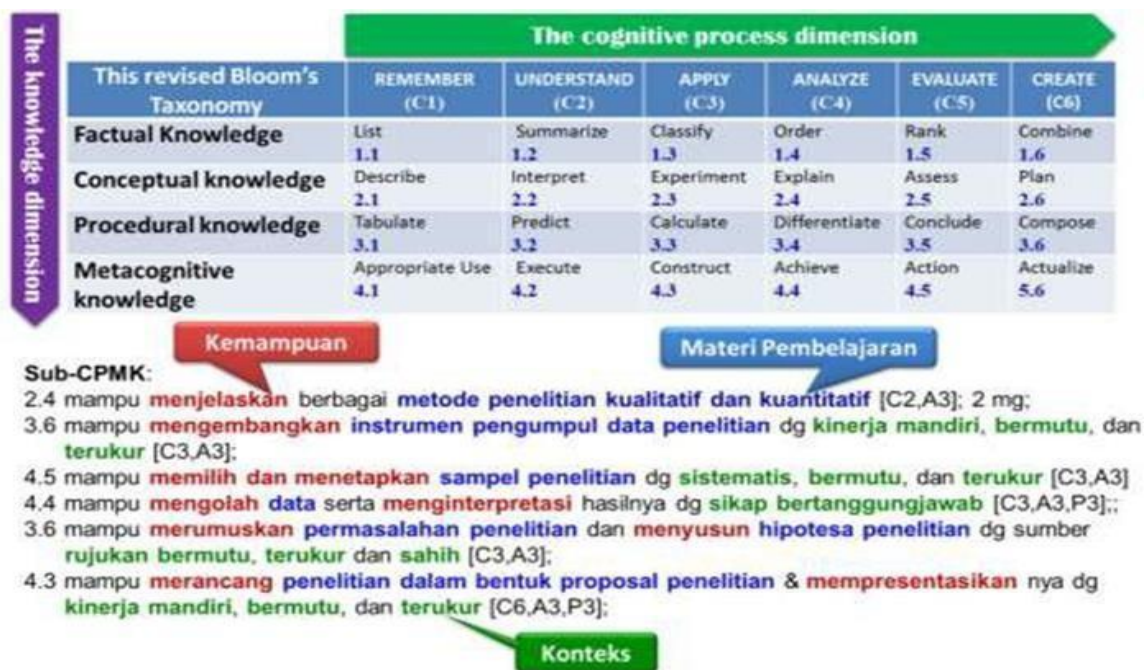 The knowledge dimension
The cognitive process dimension
This revised Bloom's Taxonomy REMEMBER (C1) UNDERSTAND (C2) APPLY (C3) ANALYZE (C4) EVALUATE (C5) CREATE (C6)
Factual Knowledge List Summarize Classify Order Rank Combine
1.1 1.2 1.3 1.4 1.5 1.6
Conceptual knowledge Describe Interpret Experiment Explain Assess Plan
2.1 2.2 2.3 2.4 2.5 2.6
Procedural knowledge Tabulate Predict Calculate Differentiate Conclude Compose
3.1 3.2 3.3 3.4 3.5 3.6
Metacognitive knowledge Appropriate Use Execute Construct Achieve Action Actualize
4.1 4.2 4.3 4.4 4.5 5.6
Kemampuan
Materi Pembelajaran
Sub-CPMK:
2.4 mampu menjelaskan berbagai metode penelitian kualitatif dan kuantitatif [C2,A3]; 2 mg;
3.6 mampu mengembangkan instrumen pengumpul data penelitian dg kinerja mandiri, bermutu, dan
terukur [C3,A3];
4.5 mampu memilih dan menetapkan sampel penelitian dg sistematis, bermutu, dan terukur [C3,A3]
4.4 mampu mengolah data serta menginterpretasi hasilnya dg sikap bertanggungjawab [C3,A3,P3];;
3.6 mampu merumuskan permasalahan penelitian dan menyusun hipotesa penelitian dg sumber
rujukan bermutu, terukur dan sahih [C3,A3];
4.3 mampu merancang penelitian dalam bentuk proposal penelitian & mempresentasikan nya dg
kinerja mandiri, bermutu, dan terukur [C6,A3,P3];
Konteks